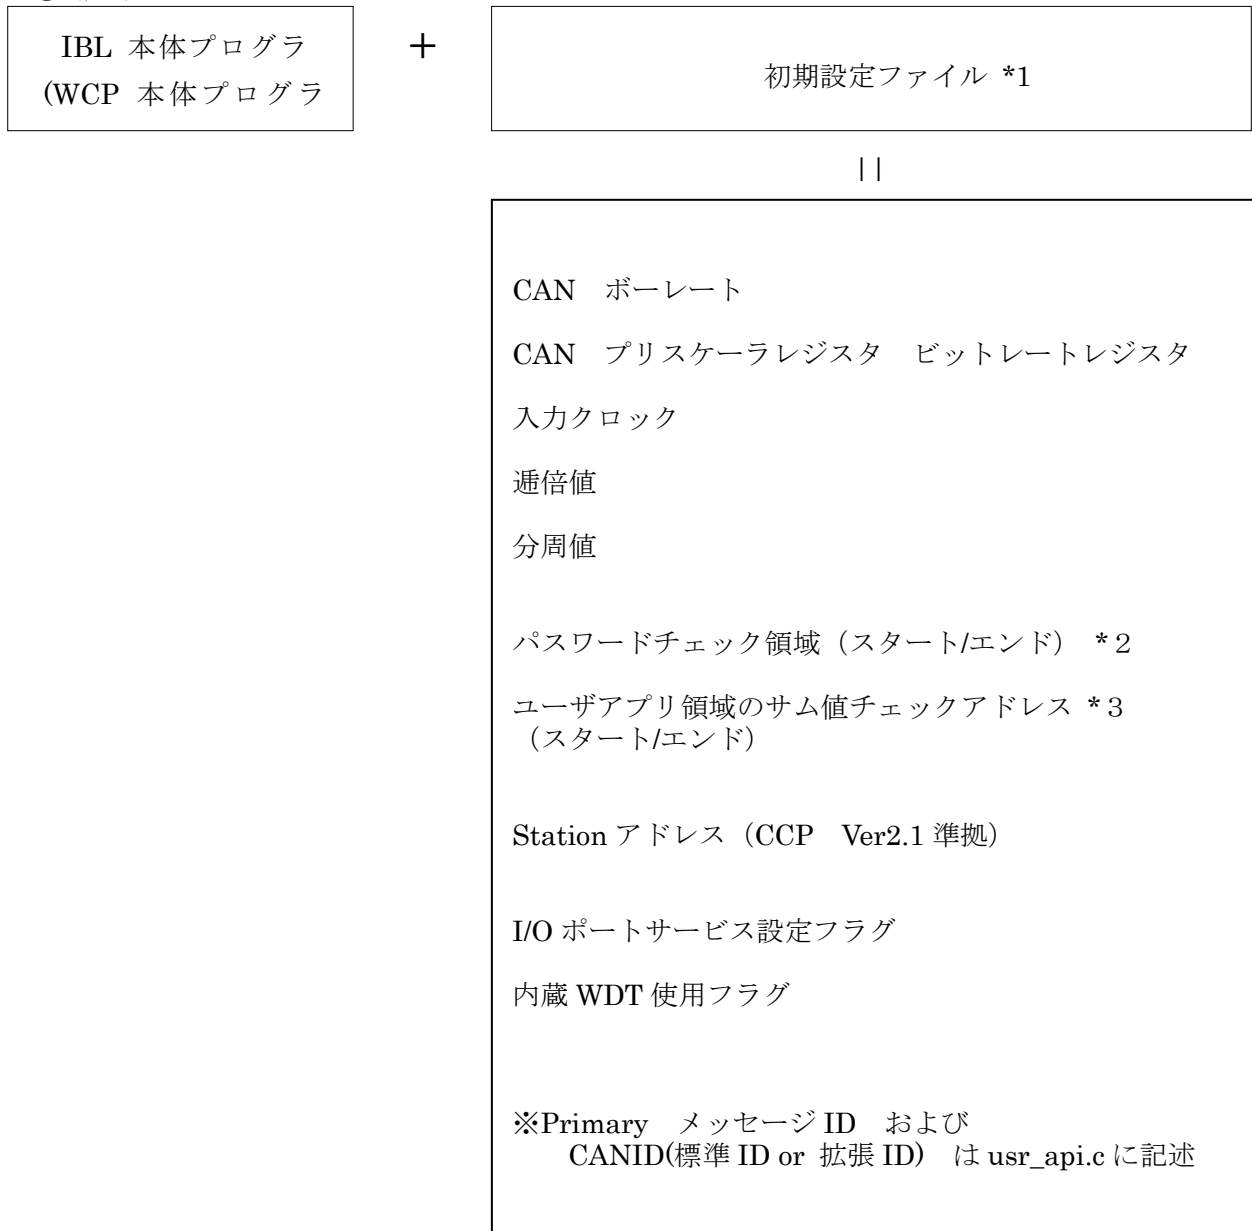 IBL 本体プログラ
(WCP 本体プログラ
＋
初期設定ファイル *1
||
CAN　ボーレート
CAN　プリスケーラレジスタ　ビットレートレジスタ
入力クロック
逓倍値
分周値
パスワードチェック領域（スタート/エンド） *２
ユーザアプリ領域のサム値チェックアドレス *３
（スタート/エンド）
Station アドレス（CCP　Ver2.1 準拠）
I/O ポートサービス設定フラグ
内蔵 WDT 使用フラグ
※Primary　メッセージ ID　および
CANID(標準 ID or 拡張 ID)　は usr_api.c に記述